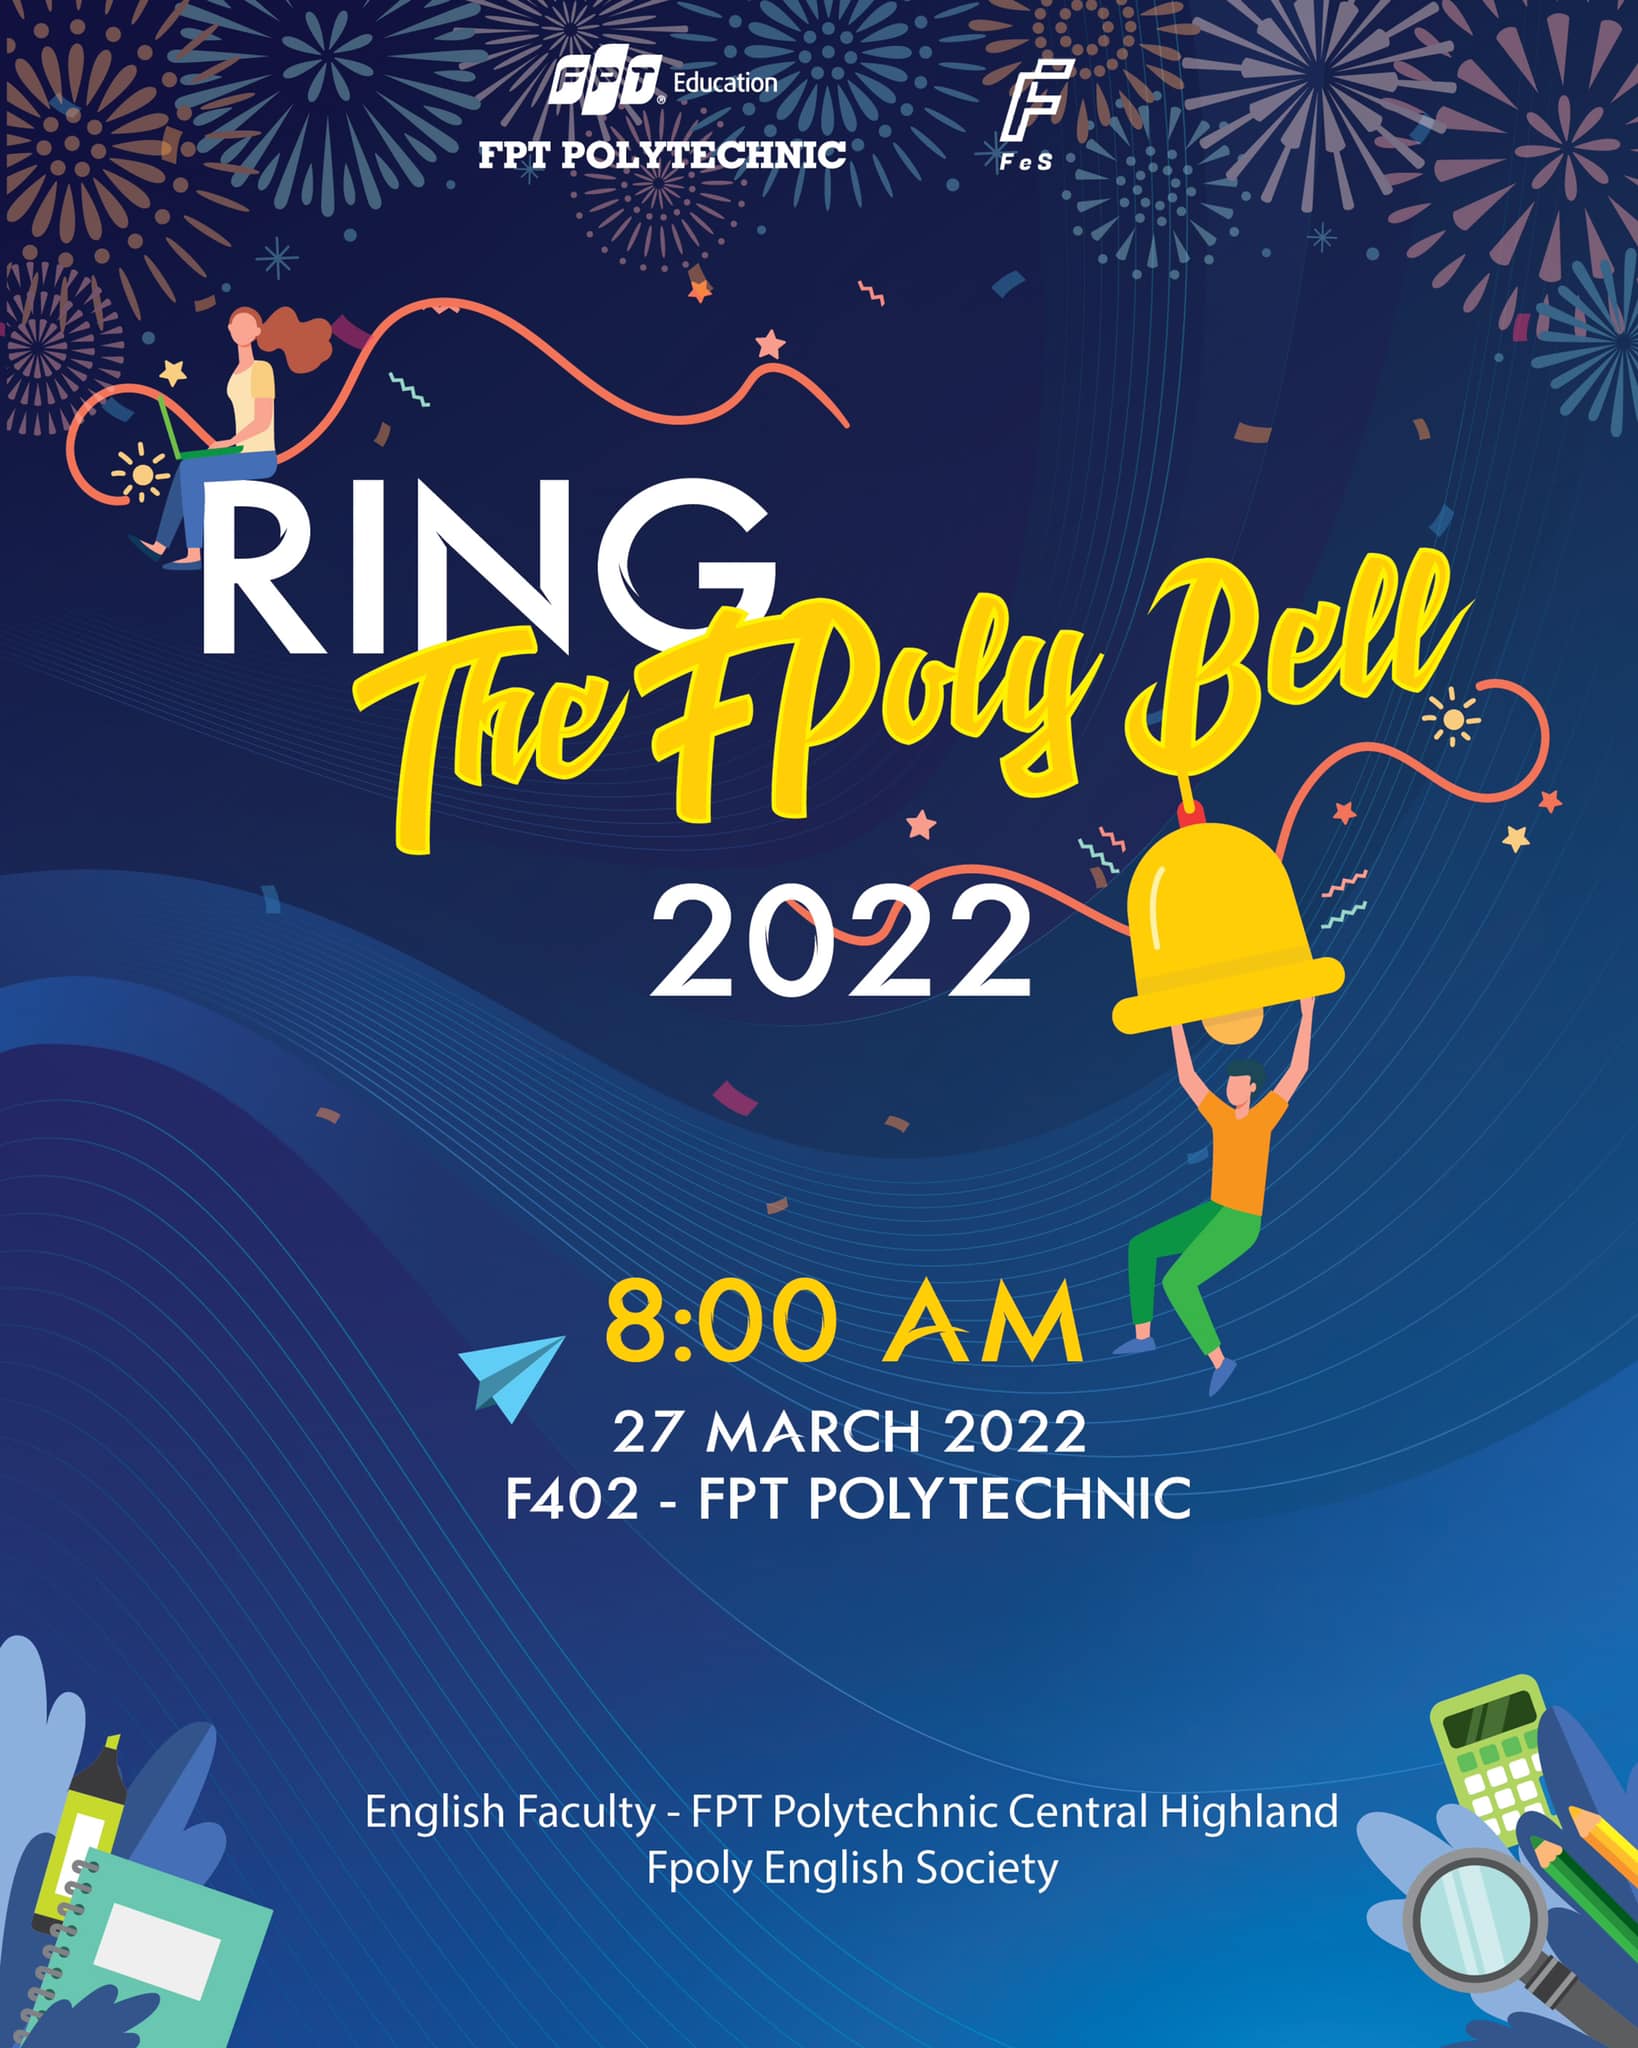 FPT Education
FPT POLYTECHNIC
FeS
RING
The FPoly Bell
2022
8:00 AM
27 MARCH 2022
F402 - FPT POLYTECHNIC
English Faculty - FPT Polytechnic Central Highland
Fpoly English Society